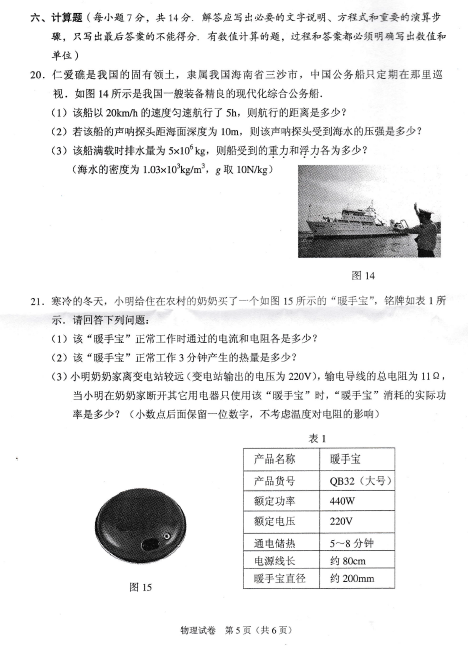 六、计算题（每小题7分，共14分．解答应写出必要的文字说明、方程式和重要的演算步
骤，只写出最后答案的不能得分．有数值计算的题，过程和答案都必须明确写出数值和
单位）
20．仁爱礁是我国的固有领土，隶属我国海南省三沙市，中国公务船只定期在那里巡
视．如图14所示是我国一艘装备精良的现代化综合公务船．
（1）该船以20km/h的速度匀速航行了5h，则航行的距离是多少？
（2）若该船的声呐探头距海面深度为10m，则该声呐探头受到海水的压强是多少？
（3）该船满载时排水量为5×10⁶kg，则船受到的重力和浮力各为多少？
（海水的密度为1.03×10³kg/m³，g取10N/kg）
图14
21．寒冷的冬天，小明给住在农村的奶奶买了一个如图15所示的“暖手宝”，铭牌如表1所
示．请回答下列问题：
（1）该“暖手宝”正常工作时通过的电流和电阻各是多少？
（2）该“暖手宝”正常工作3分钟产生的热量是多少？
（3）小明奶奶家离变电站较远（变电站输出的电压为220V），输电导线的总电阻为11Ω，
当小明在奶奶家断开其它用电器只使用该“暖手宝”时，“暖手宝”消耗的实际功
率是多少？（小数点后面保留一位数字，不考虑温度对电阻的影响）
表1
产品名称 暖手宝
产品货号 QB32（大号）
额定功率 440W
额定电压 220V
通电储热 5～8分钟
电源线长 约80cm
暖手宝直径 约200mm
图15
物理试卷 第5页（共6页）